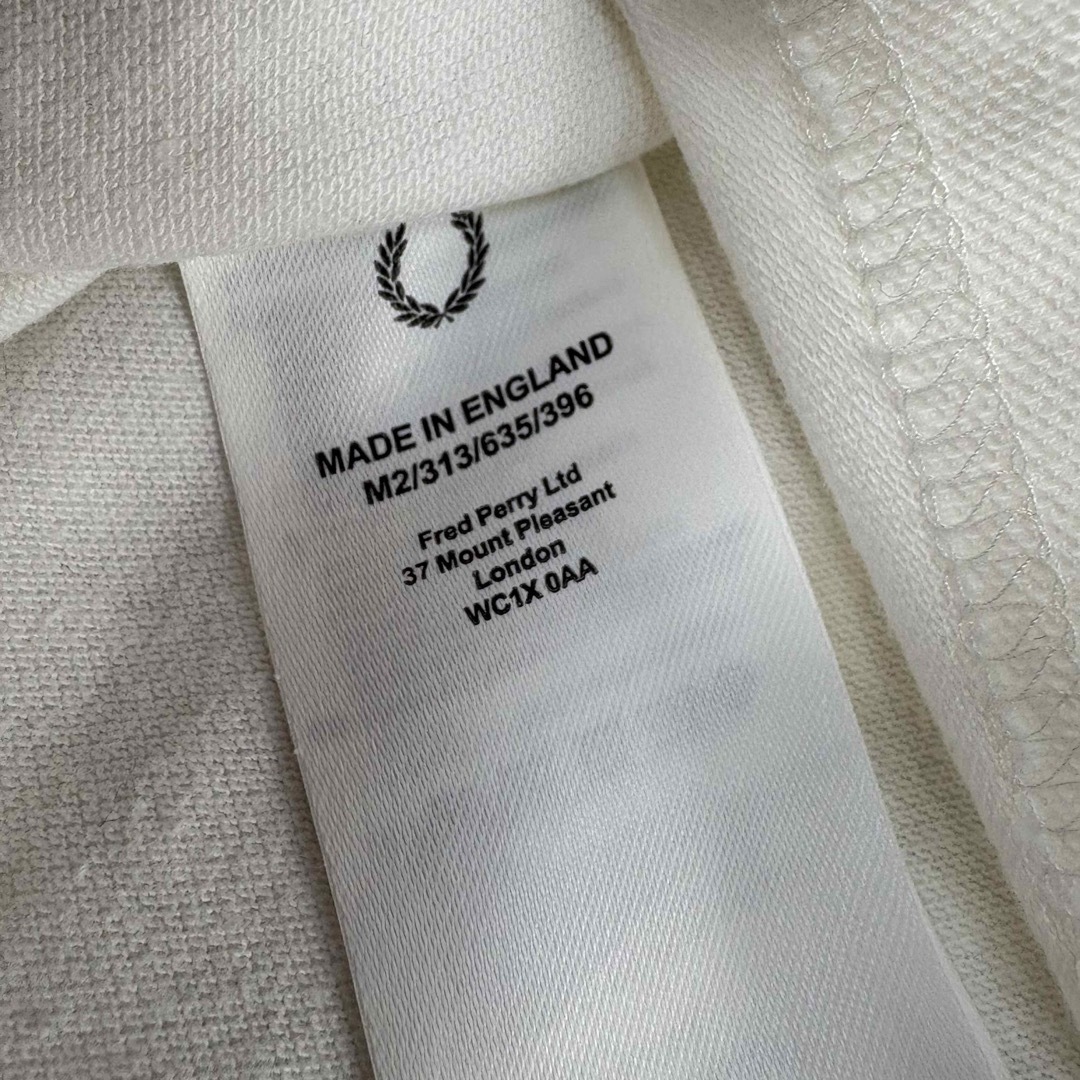 MADE IN ENGLAND
M2/313/635/396
Fred Perry Ltd
37 Mount Pleasant
London
WC1X 0AA